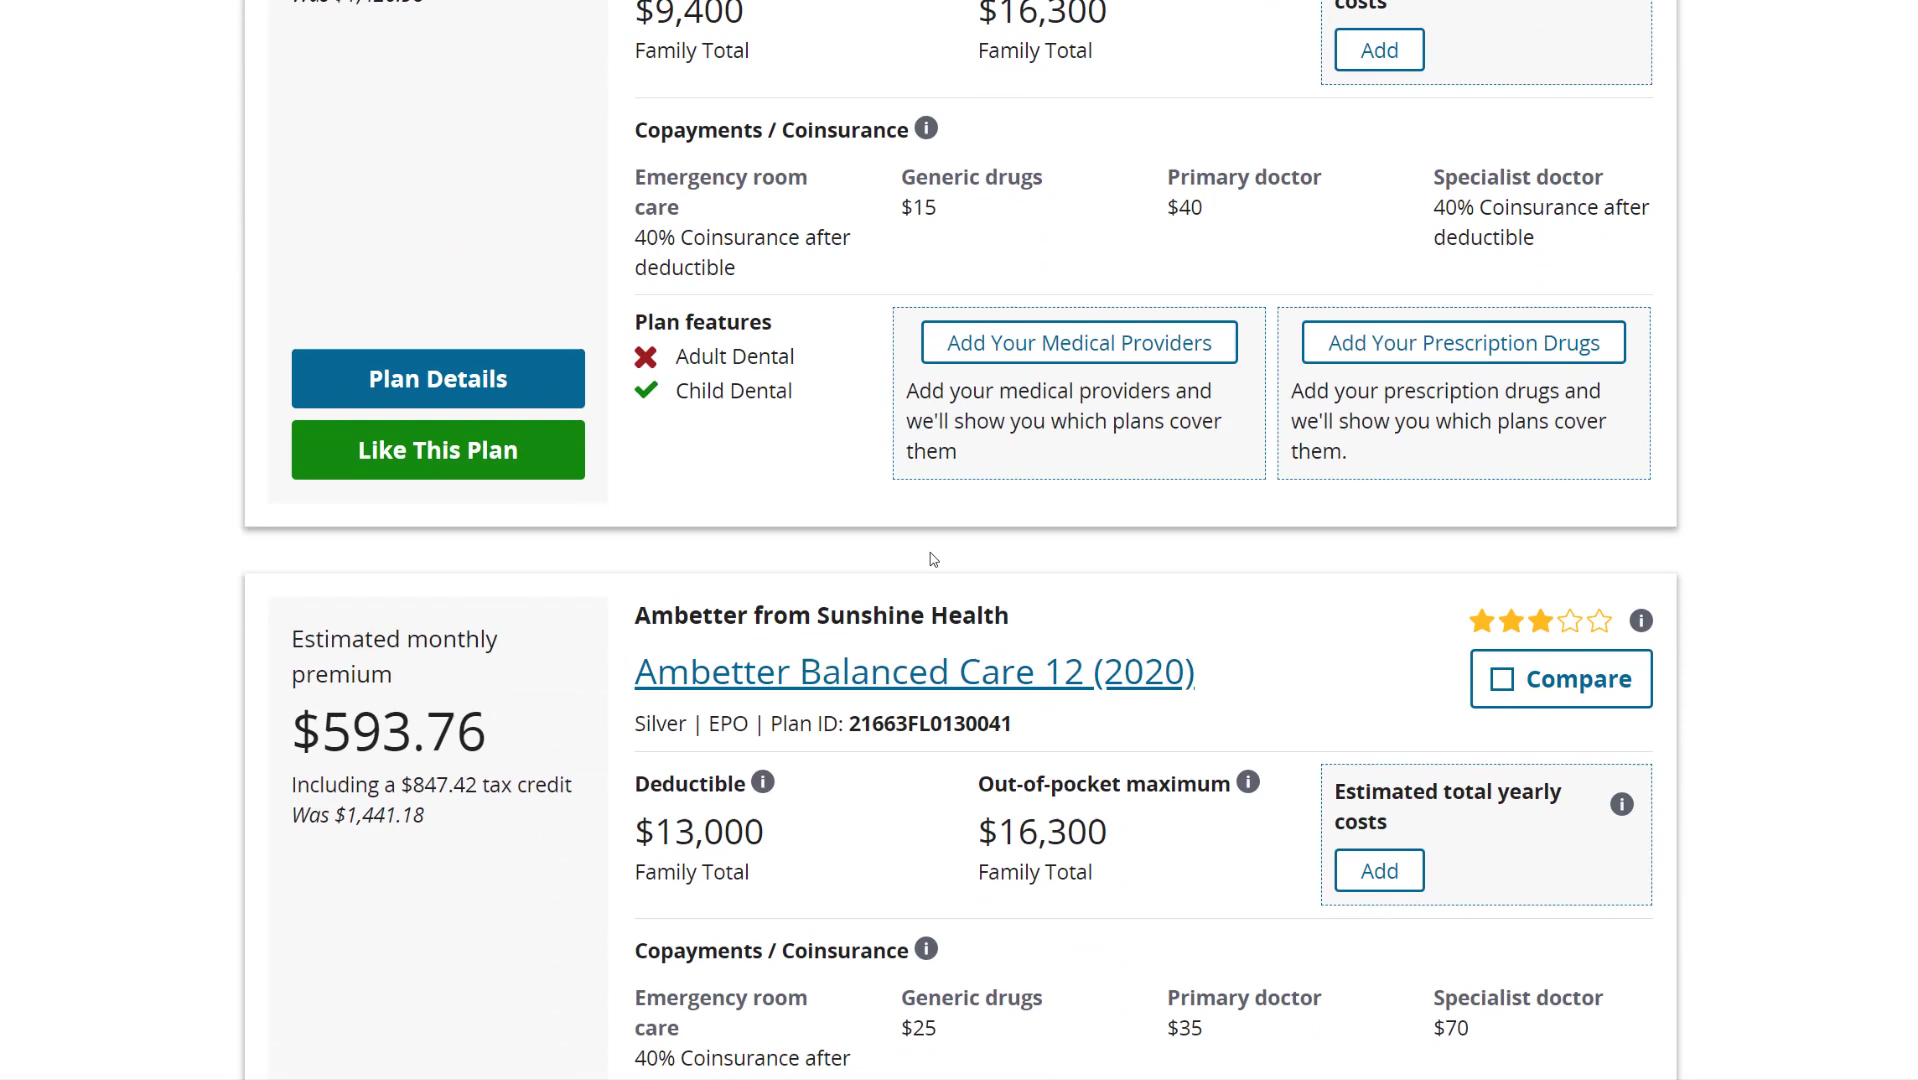 $9,400
$16,300
costs
Family Total
Family Total
Add
Copayments / Coinsurance
Emergency room
care
40% Coinsurance after
deductible
Generic drugs
$15
Primary doctor
$40
Specialist doctor
40% Coinsurance after
deductible
Plan features
Adult Dental
Child Dental
Add Your Medical Providers
Add your medical providers and
we'll show you which plans cover
them
Add Your Prescription Drugs
Add your prescription drugs and
we'll show you which plans cover
them.
Plan Details
Like This Plan
Estimated monthly
premium
$593.76
Including a $847.42 tax credit
Was $1,441.18
Ambetter from Sunshine Health
Ambetter Balanced Care 12 (2020)
Silver | EPO | Plan ID: 21663FL0130041
Compare
Deductible
$13,000
Family Total
Out-of-pocket maximum
$16,300
Family Total
Estimated total yearly
costs
Add
Copayments / Coinsurance
Emergency room
care
40% Coinsurance after
Generic drugs
$25
Primary doctor
$35
Specialist doctor
$70